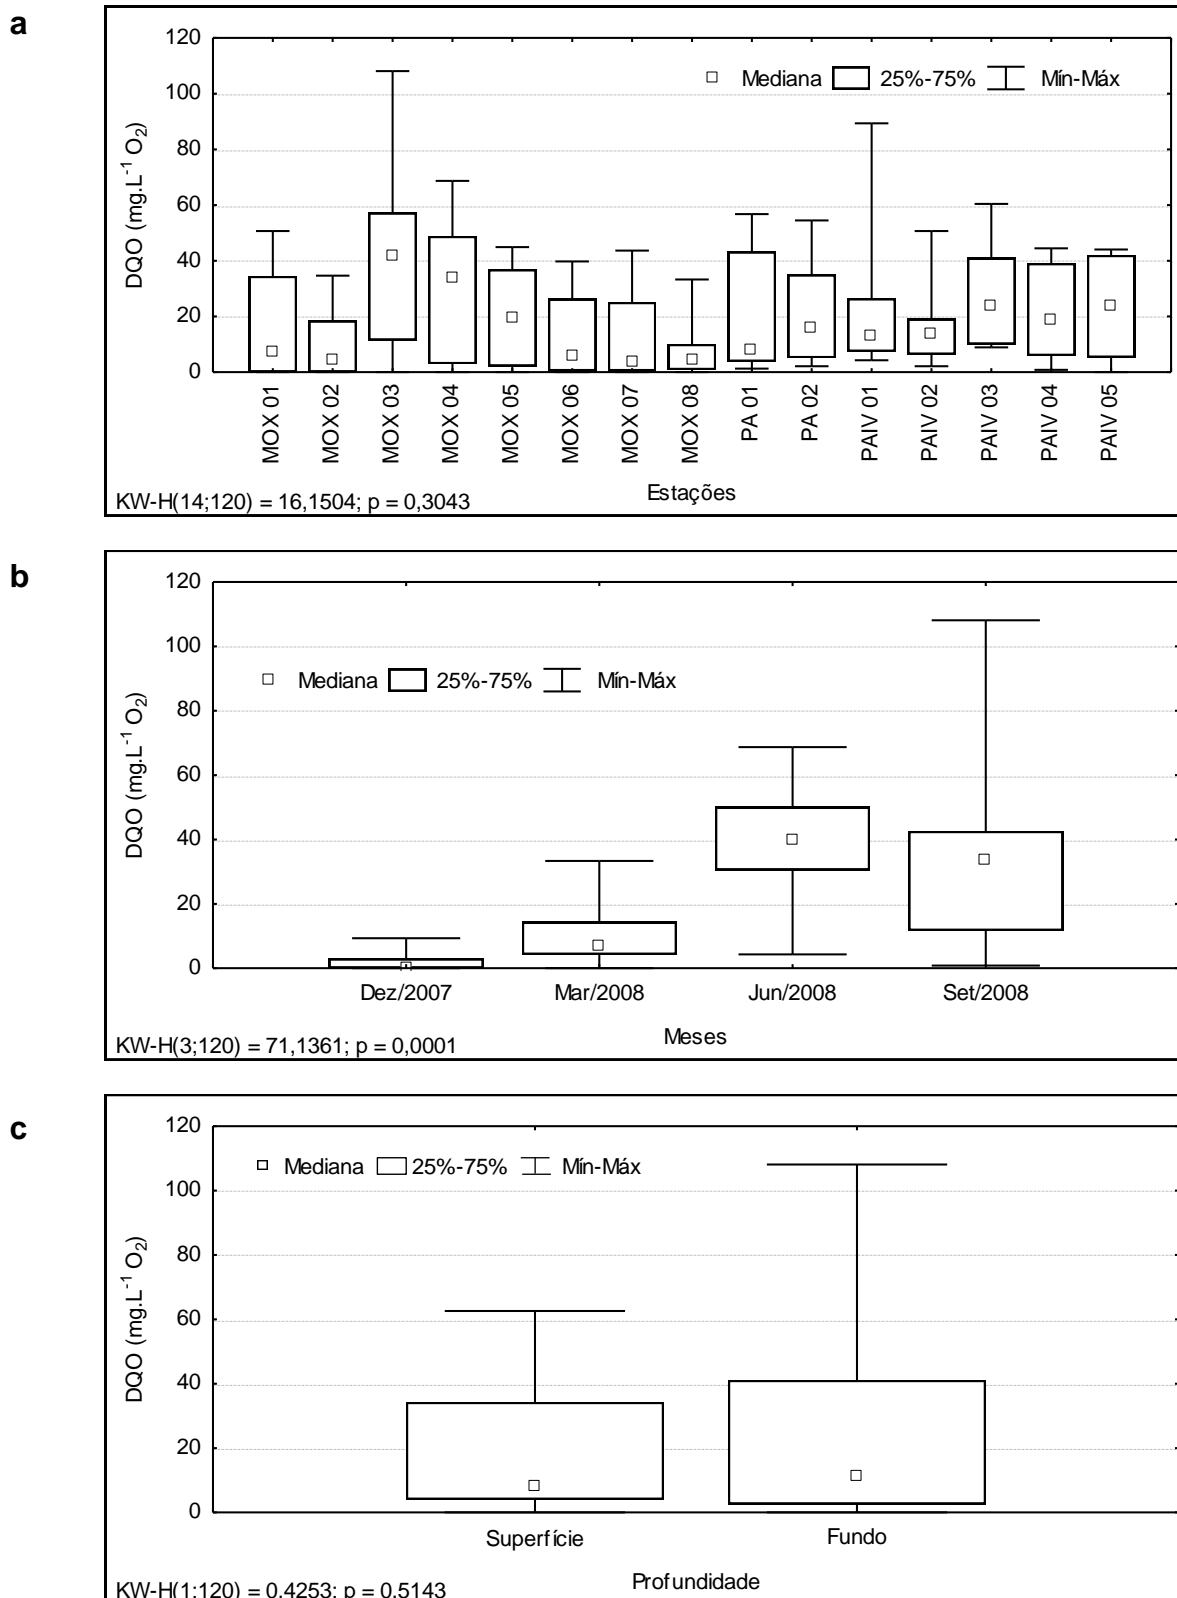 a
120
100
80
60
40
20
0
DQO (mg.L⁻¹ O₂)
Mediana 25%-75% Mín-Máx
MOX 01 MOX 02 MOX 03 MOX 04 MOX 05 MOX 06 MOX 07 MOX 08 PA 01 PA 02 PAIV 01 PAIV 02 PAIV 03 PAIV 04 PAIV 05
Estações
KW-H(14;120) = 16,1504; p = 0,3043
b
120
100
80
60
40
20
0
DQO (mg.L⁻¹ O₂)
Mediana 25%-75% Mín-Máx
Dez/2007 Mar/2008 Jun/2008 Set/2008
Meses
KW-H(3;120) = 71,1361; p = 0,0001
c
120
100
80
60
40
20
0
DQO (mg.L⁻¹ O₂)
Mediana 25%-75% Mín-Máx
Superfície Fundo
Profundidade
KW-H(1;120) = 0,4253; p = 0,5143